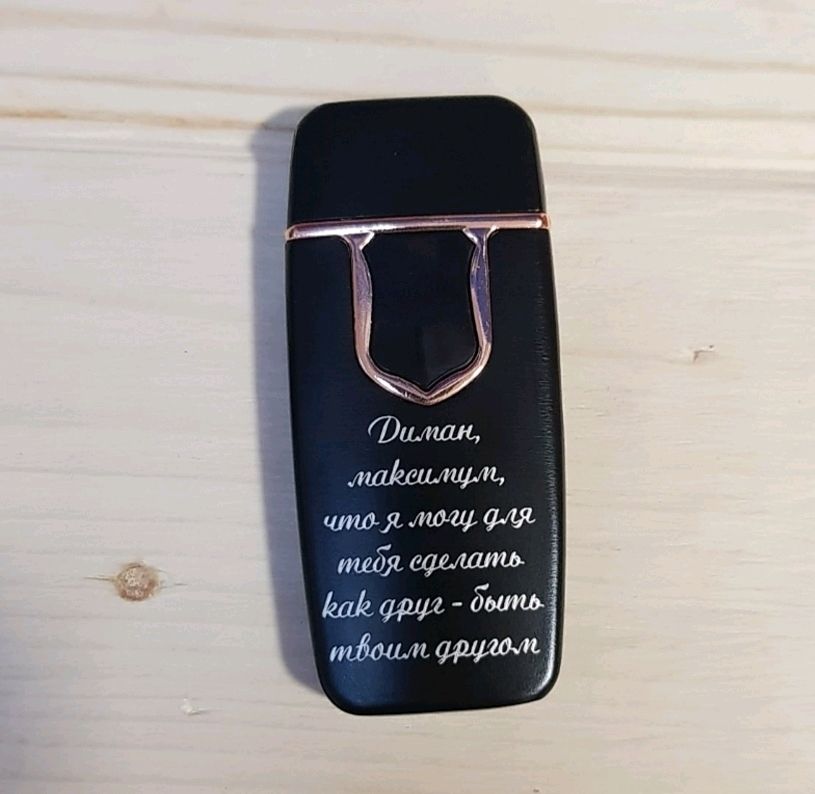 Диман,
максимум,
что я могу для
тебя сделать
как друг - быть
твоим другом